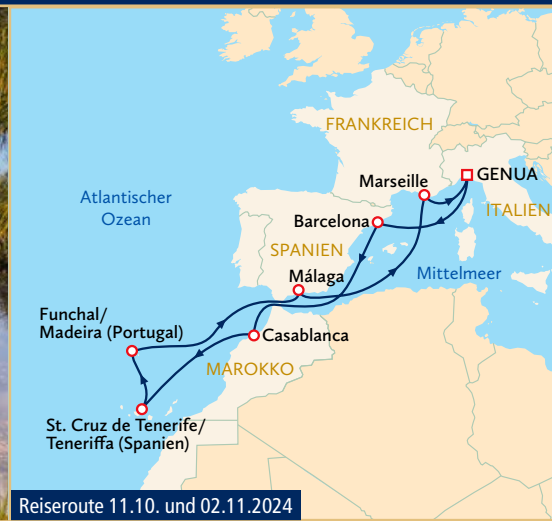 FRANKREICH
Marseille
GENUA
ITALIEN
Atlantischer
Ozean
Barcelona
SPANIEN
Mittelmeer
Málaga
Funchal/
Madeira (Portugal)
Casablanca
MAROKKO
St. Cruz de Tenerife/
Teneriffa (Spanien)
Reiseroute 11.10. und 02.11.2024